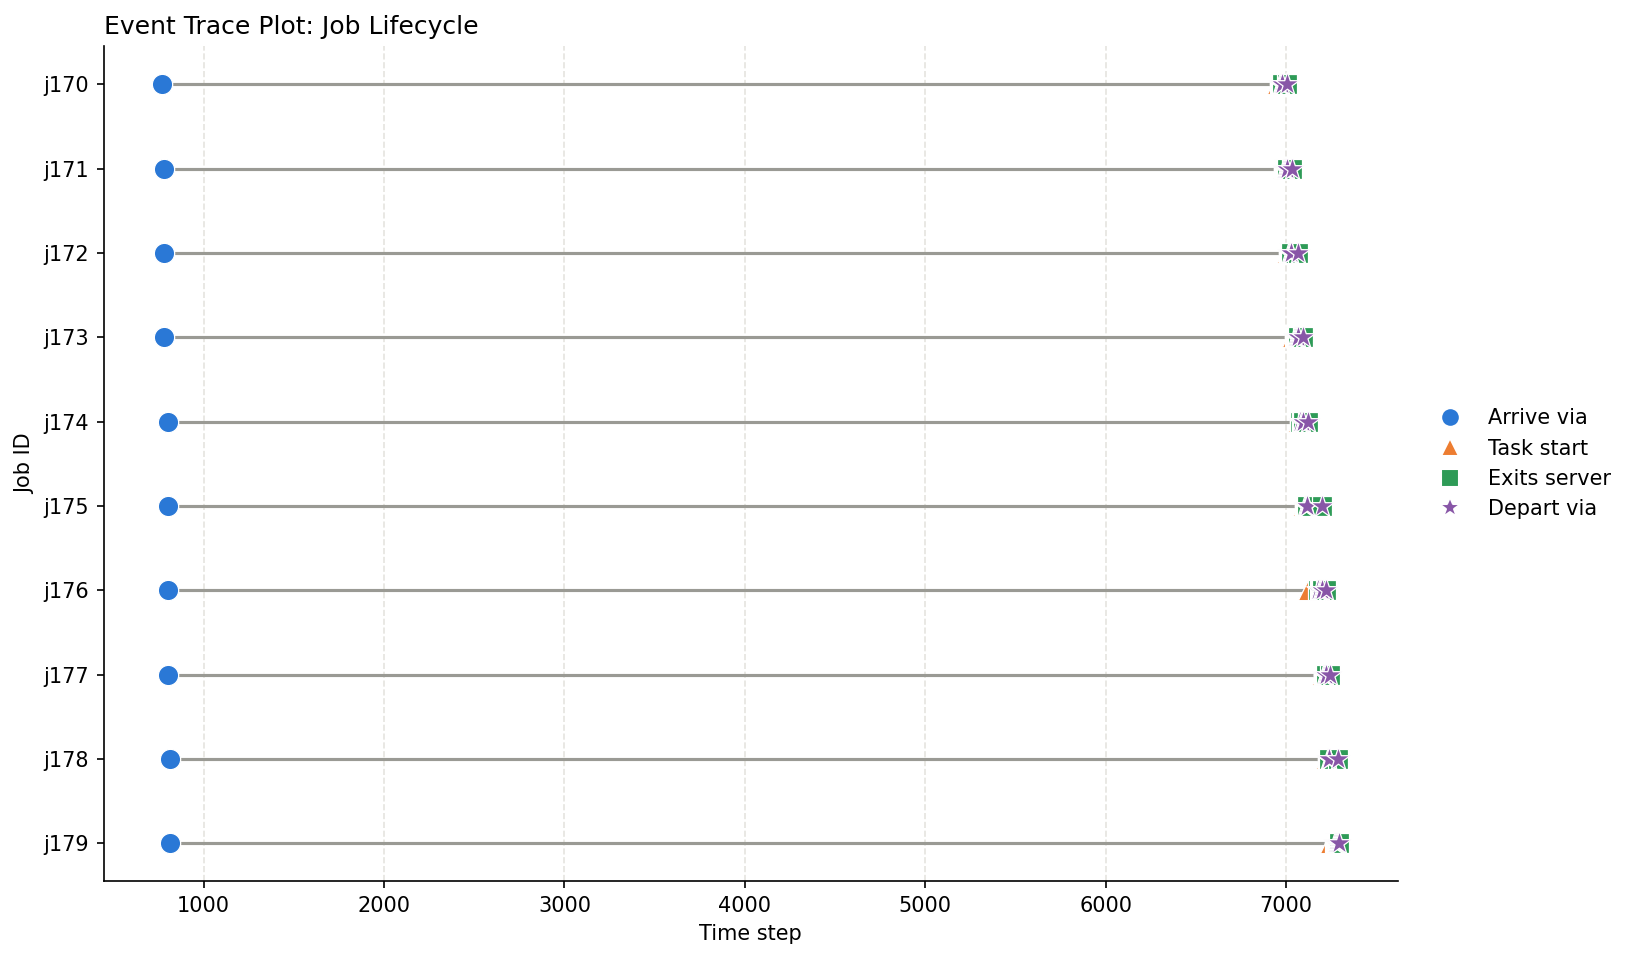 Event Trace Plot: Job Lifecycle
Job ID
j170
j171
j172
j173
j174
j175
j176
j177
j178
j179
1000 2000 3000 4000 5000 6000 7000
Time step
Arrive via
Task start
Exits server
Depart via